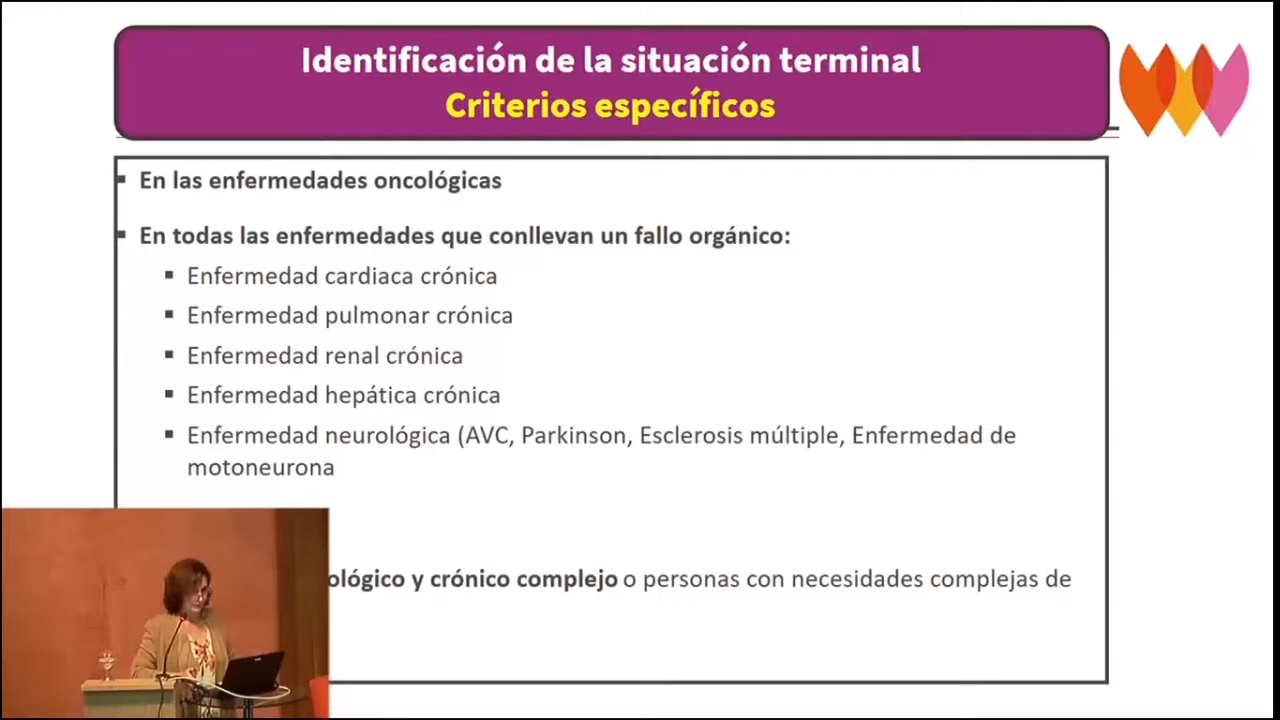 Identificación de la situación terminal
Criterios específicos
En las enfermedades oncológicas
En todas las enfermedades que conllevan un fallo orgánico:
Enfermedad cardiaca crónica
Enfermedad pulmonar crónica
Enfermedad renal crónica
Enfermedad hepática crónica
Enfermedad neurológica (AVC, Parkinson, Esclerosis múltiple, Enfermedad de
motoneurona
ológico y crónico complejo o personas con necesidades complejas de